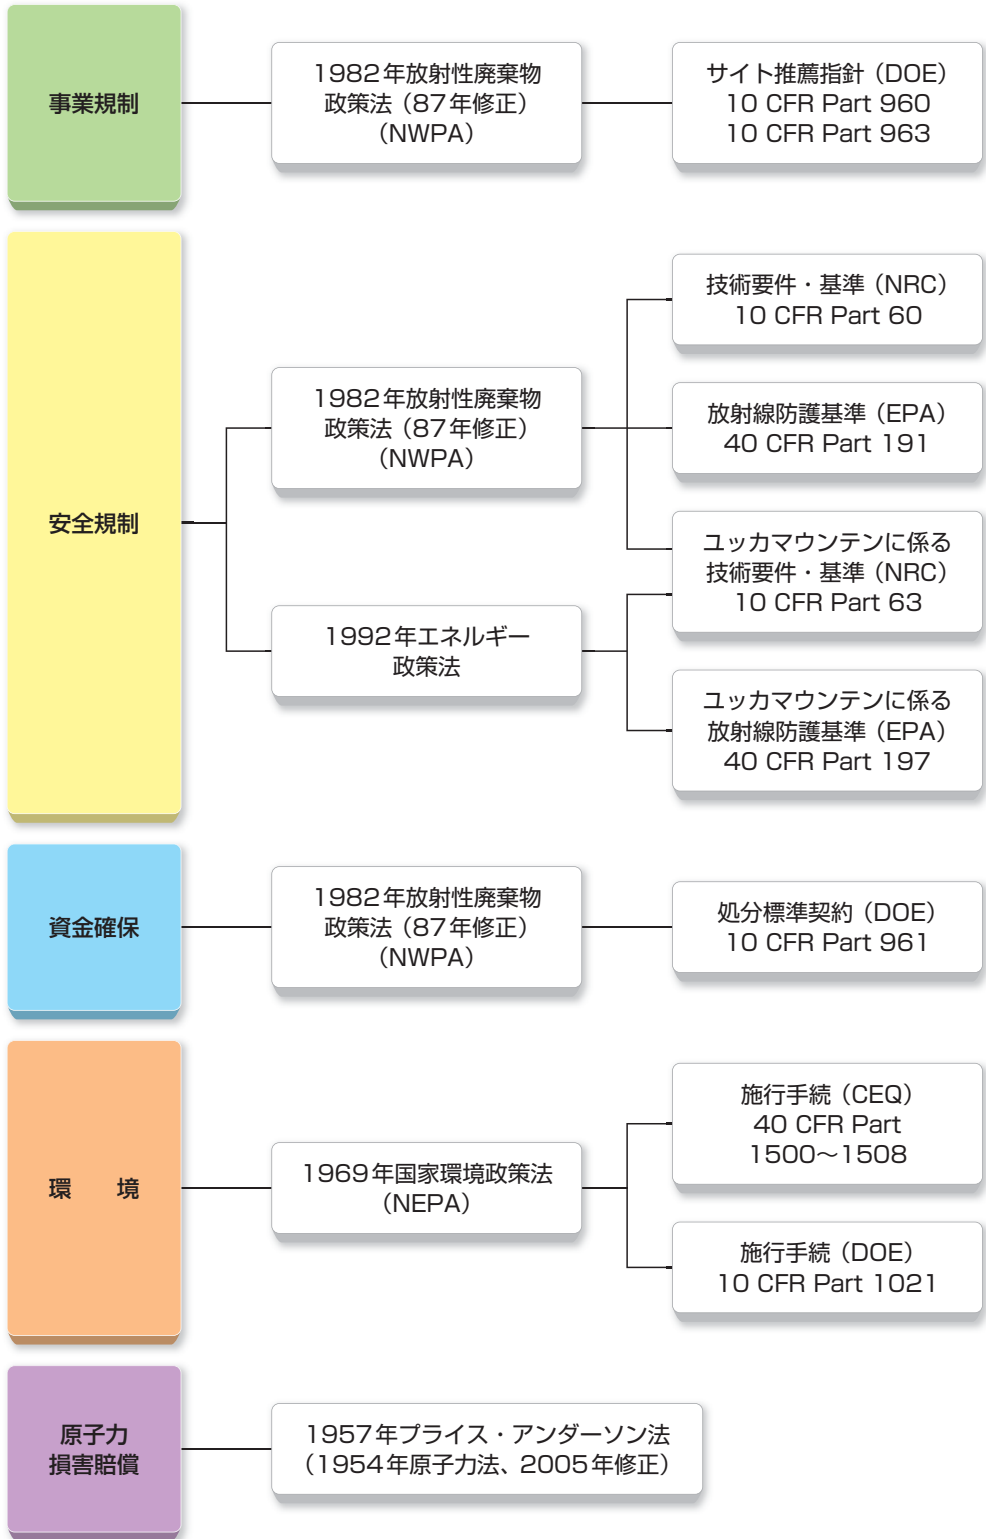 事業規制
1982年放射性廃棄物
政策法（87年修正）
（NWPA）
サイト推薦指針（DOE）
10 CFR Part 960
10 CFR Part 963
安全規制
1982年放射性廃棄物
政策法（87年修正）
（NWPA）
技術要件・基準（NRC）
10 CFR Part 60
放射線防護基準（EPA）
40 CFR Part 191
ユッカマウンテンに係る
技術要件・基準（NRC）
10 CFR Part 63
1992年エネルギー
政策法
ユッカマウンテンに係る
放射線防護基準（EPA）
40 CFR Part 197
資金確保
1982年放射性廃棄物
政策法（87年修正）
（NWPA）
処分標準契約（DOE）
10 CFR Part 961
環　境
1969年国家環境政策法
（NEPA）
施行手続（CEQ）
40 CFR Part
1500～1508
施行手続（DOE）
10 CFR Part 1021
原子力
損害賠償
1957年プライス・アンダーソン法
（1954年原子力法、2005年修正）